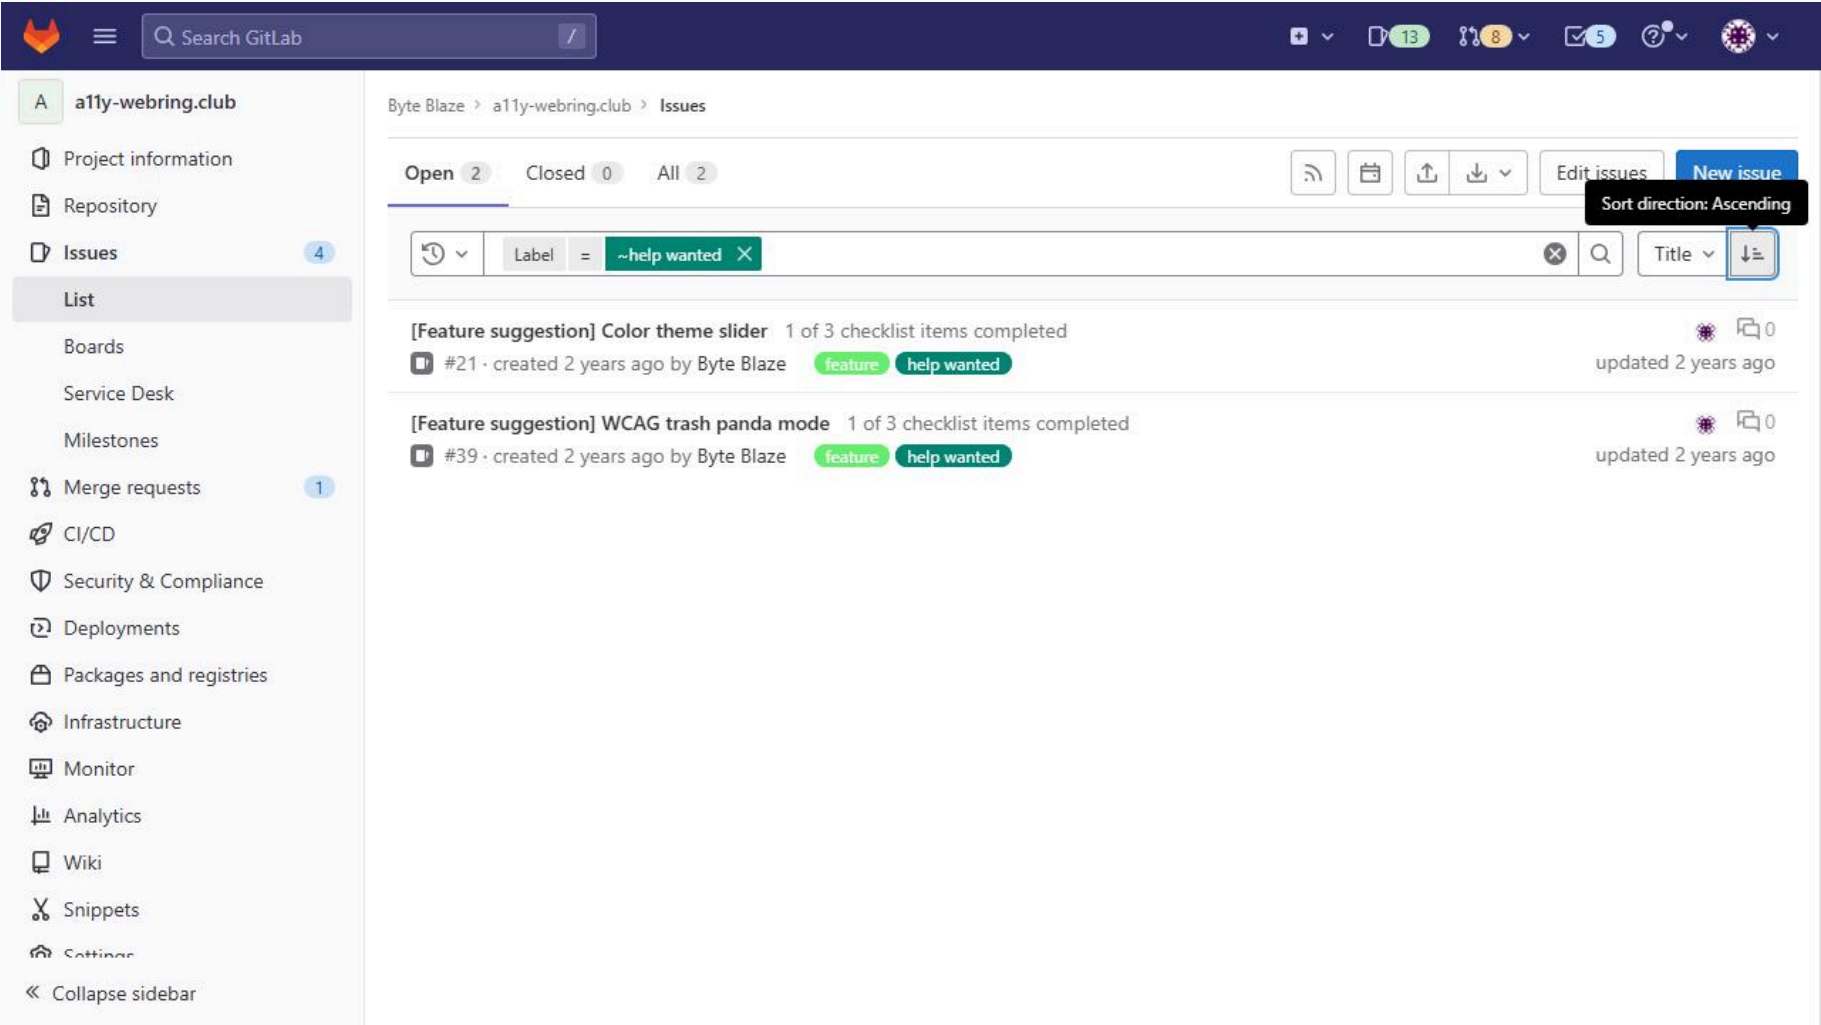 Search GitLab /
13 8 5
A a11y-webring.club
Project information
Repository
Issues 4
List
Boards
Service Desk
Milestones
Merge requests 1
CI/CD
Security & Compliance
Deployments
Packages and registries
Infrastructure
Monitor
Analytics
Wiki
Snippets
Settings
Collapse sidebar
Byte Blaze > a11y-webring.club > Issues
Open 2 Closed 0 All 2 Edit issues New issue
Sort direction: Ascending
Label = ~help wanted Title
[Feature suggestion] Color theme slider 1 of 3 checklist items completed 0
#21 · created 2 years ago by Byte Blaze feature help wanted updated 2 years ago
[Feature suggestion] WCAG trash panda mode 1 of 3 checklist items completed 0
#39 · created 2 years ago by Byte Blaze feature help wanted updated 2 years ago